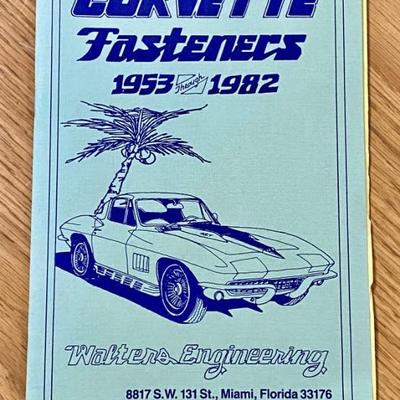 CORVETTE
Fasteners
1953 Through 1982
Walters Engineering
8817 S.W. 131 St., Miami, Florida 33176